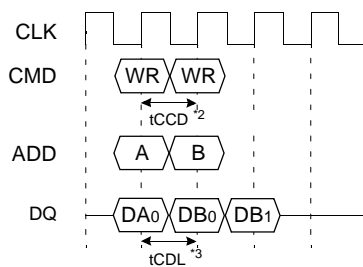 CLK
CMD WR WR
tCCD *2
ADD A B
DQ DA0 DB0 DB1
tCDL *3